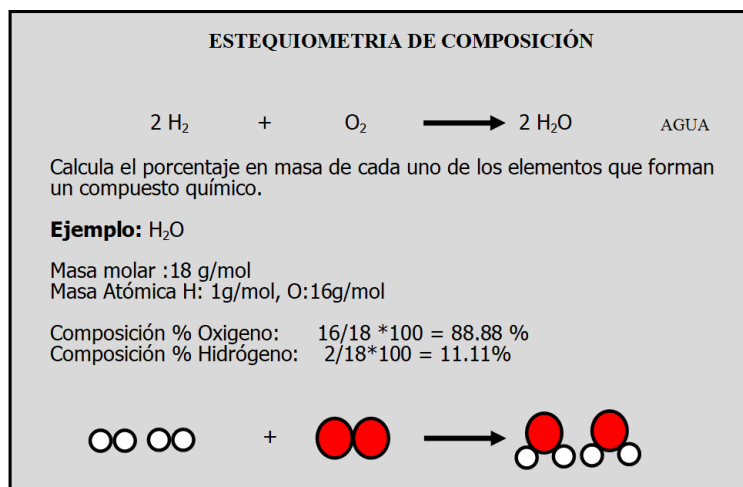 ESTEQUIOMETRIA DE COMPOSICIÓN
2 H₂ + O₂ → 2 H₂O AGUA
Calcula el porcentaje en masa de cada uno de los elementos que forman
un compuesto químico.
Ejemplo: H₂O
Masa molar :18 g/mol
Masa Atómica H: 1g/mol, O:16g/mol
Composición % Oxigeno: 16/18 *100 = 88.88 %
Composición % Hidrógeno: 2/18*100 = 11.11%
+ →